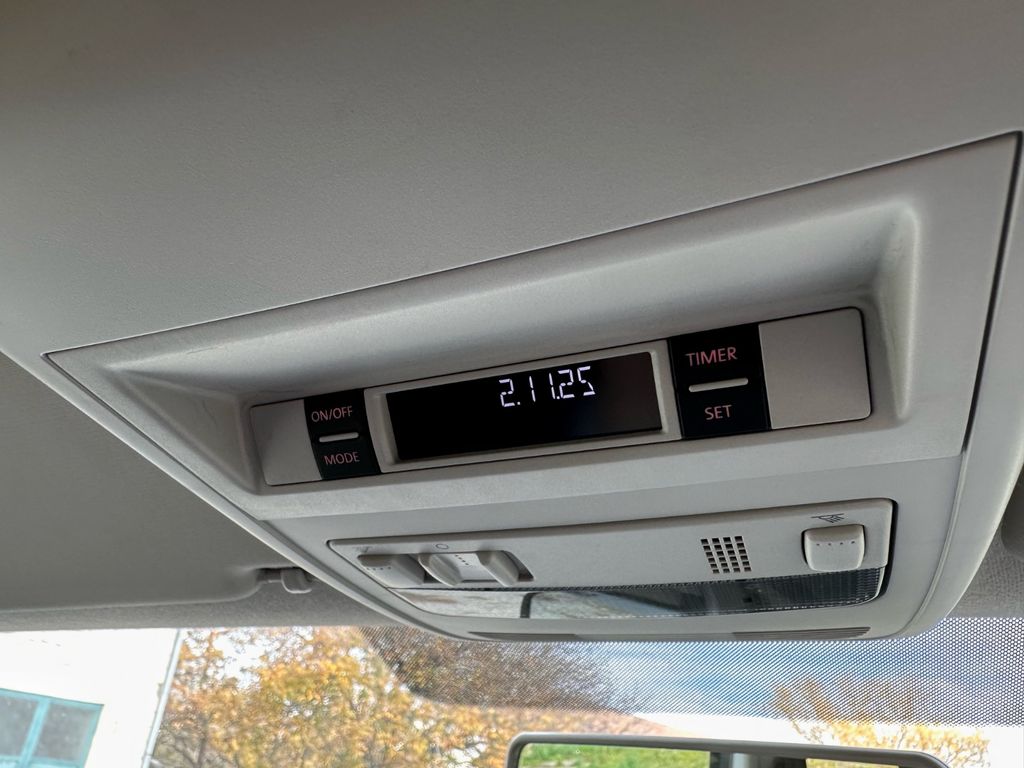 ON/OFF
MODE
2.11.25
TIMER
SET